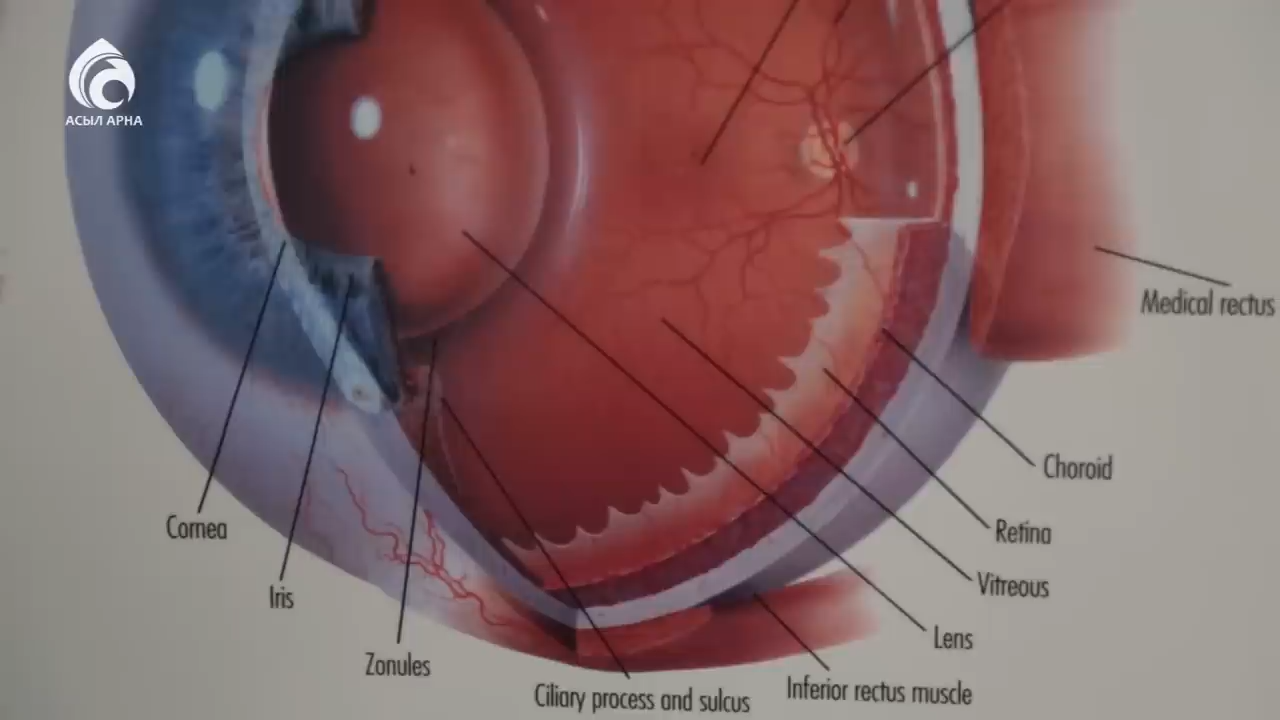 АСЫЛ АРНА
Medical rectus
Choroid
Cornea
Retina
Vitreous
Iris
Lens
Zonules
Inferior rectus muscle
Ciliary process and sulcus